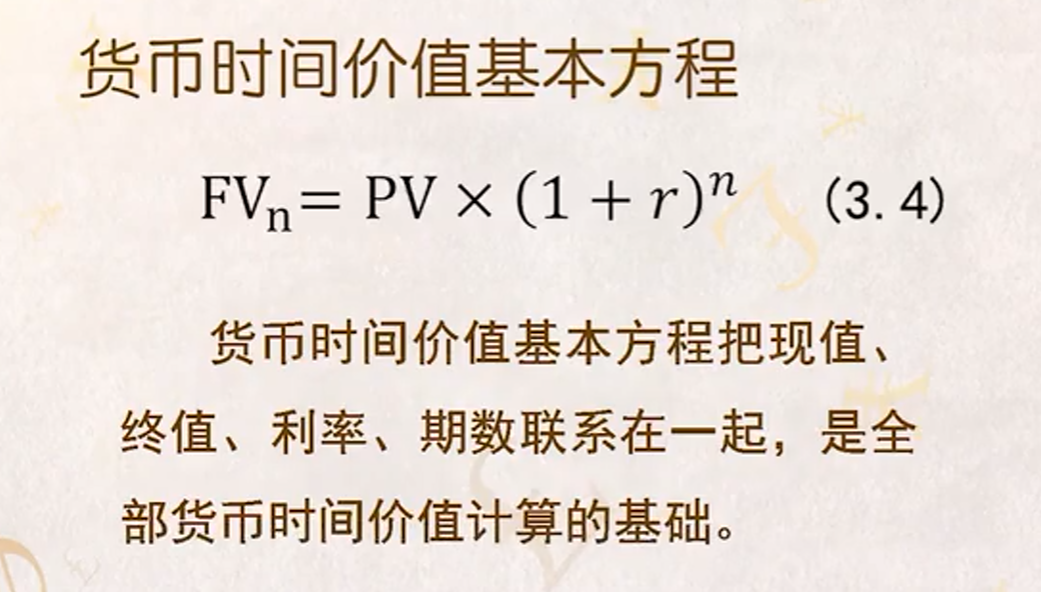 货币时间价值基本方程
FVₙ= PV × (1 + r)ⁿ (3.4)
货币时间价值基本方程把现值、
终值、利率、期数联系在一起，是全
部货币时间价值计算的基础。